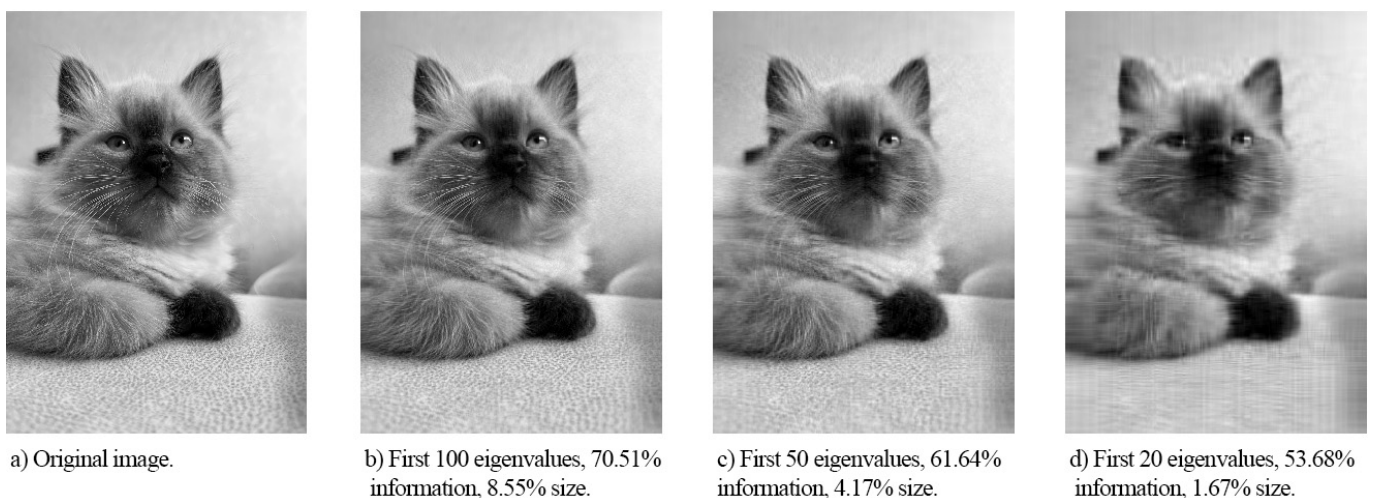 a) Original image.
b) First 100 eigenvalues, 70.51%
information, 8.55% size.
c) First 50 eigenvalues, 61.64%
information, 4.17% size.
d) First 20 eigenvalues, 53.68%
information, 1.67% size.